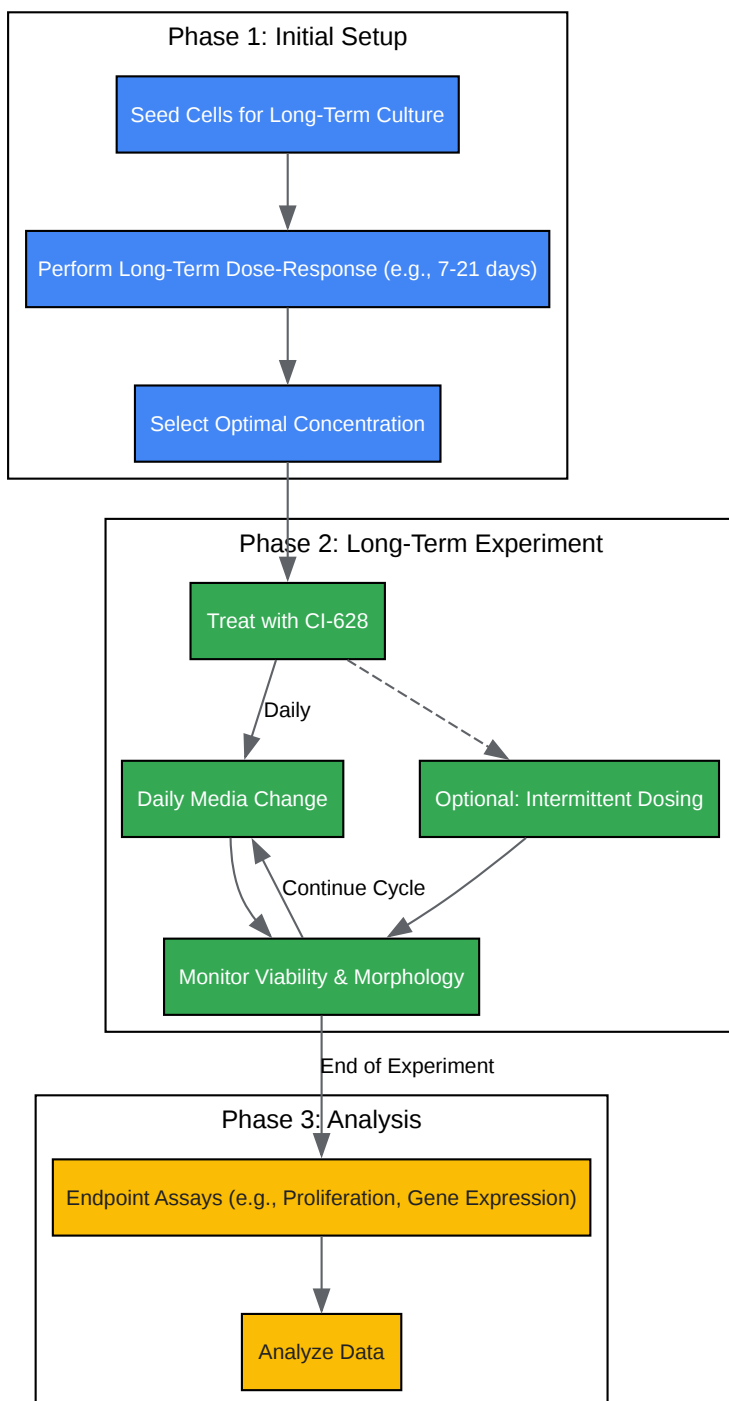 Phase 1: Initial Setup
Seed Cells for Long-Term Culture
Perform Long-Term Dose-Response (e.g., 7-21 days)
Select Optimal Concentration
Phase 2: Long-Term Experiment
Treat with CI-628
Daily
Daily Media Change
Optional: Intermittent Dosing
Continue Cycle
Monitor Viability & Morphology
End of Experiment
Phase 3: Analysis
Endpoint Assays (e.g., Proliferation, Gene Expression)
Analyze Data